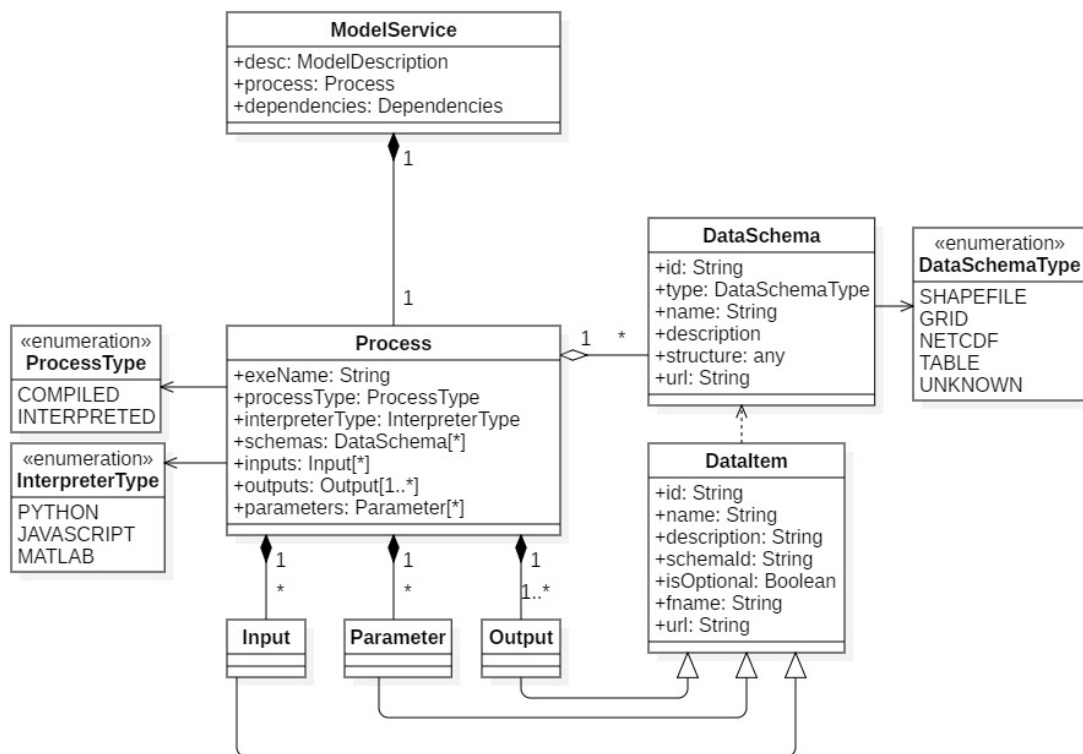 ModelService
+desc: ModelDescription
+process: Process
+dependencies: Dependencies
1
1
DataSchema
+id: String
+type: DataSchemaType
+name: String
+description
+structure: any
+url: String
«enumeration»
DataSchemaType
SHAPEFILE
GRID
NETCDF
TABLE
UNKNOWN
«enumeration»
ProcessType
COMPILED
INTERPRETED
«enumeration»
InterpreterType
PYTHON
JAVASCRIPT
MATLAB
Process
+exeName: String
+processType: ProcessType
+interpreterType: InterpreterType
+schemas: DataSchema[*]
+inputs: Input[*]
+outputs: Output[1..*]
+parameters: Parameter[*]
1 *
DataItem
+id: String
+name: String
+description: String
+schemaId: String
+isOptional: Boolean
+fname: String
+url: String
1 1 1
* * 1..*
Input
Parameter
Output